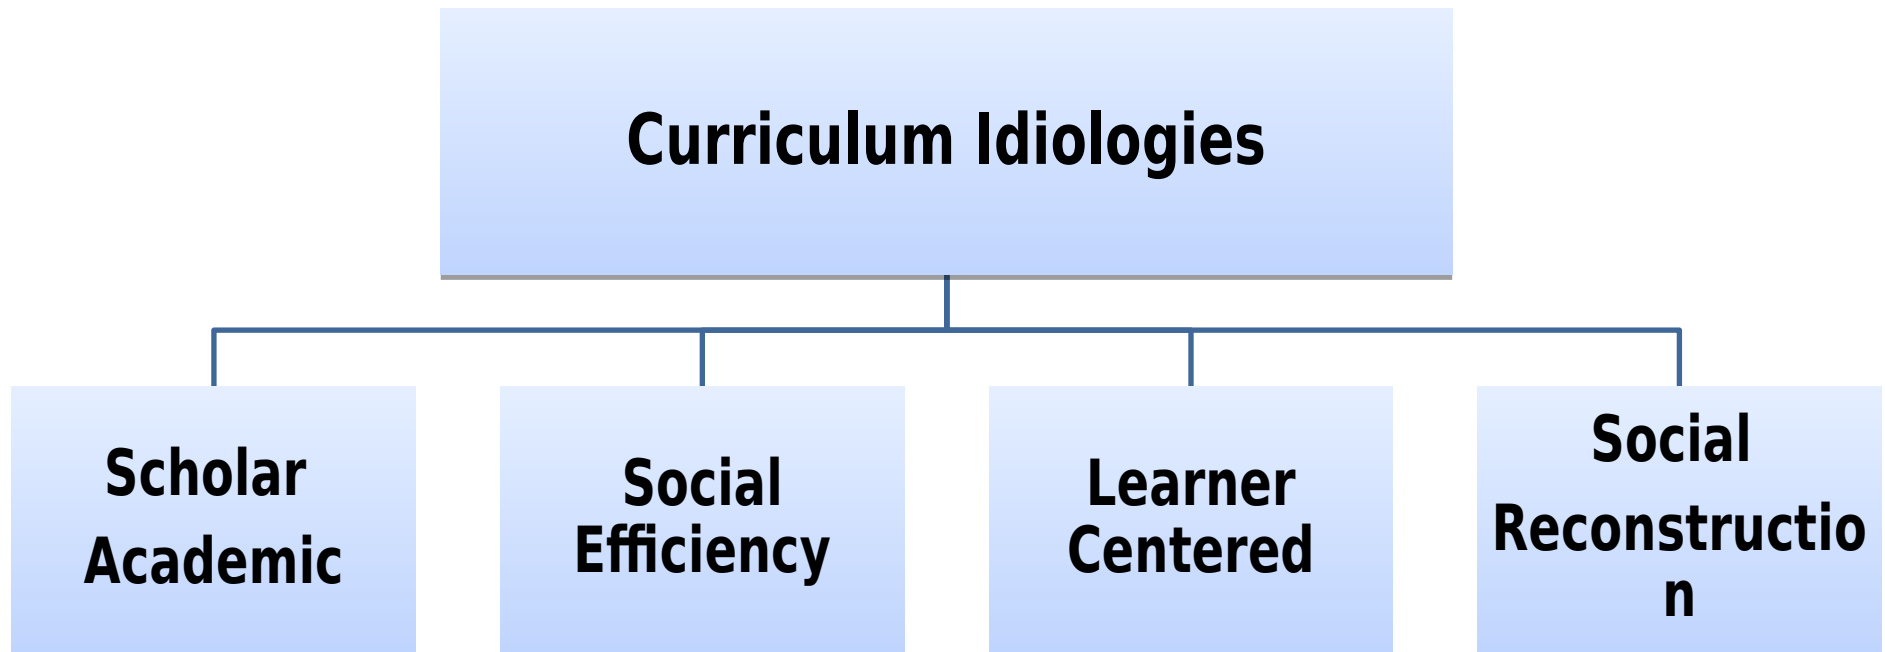 Curriculum Idiologies
Scholar
Academic
Social
Efficiency
Learner
Centered
Social
Reconstructio
n